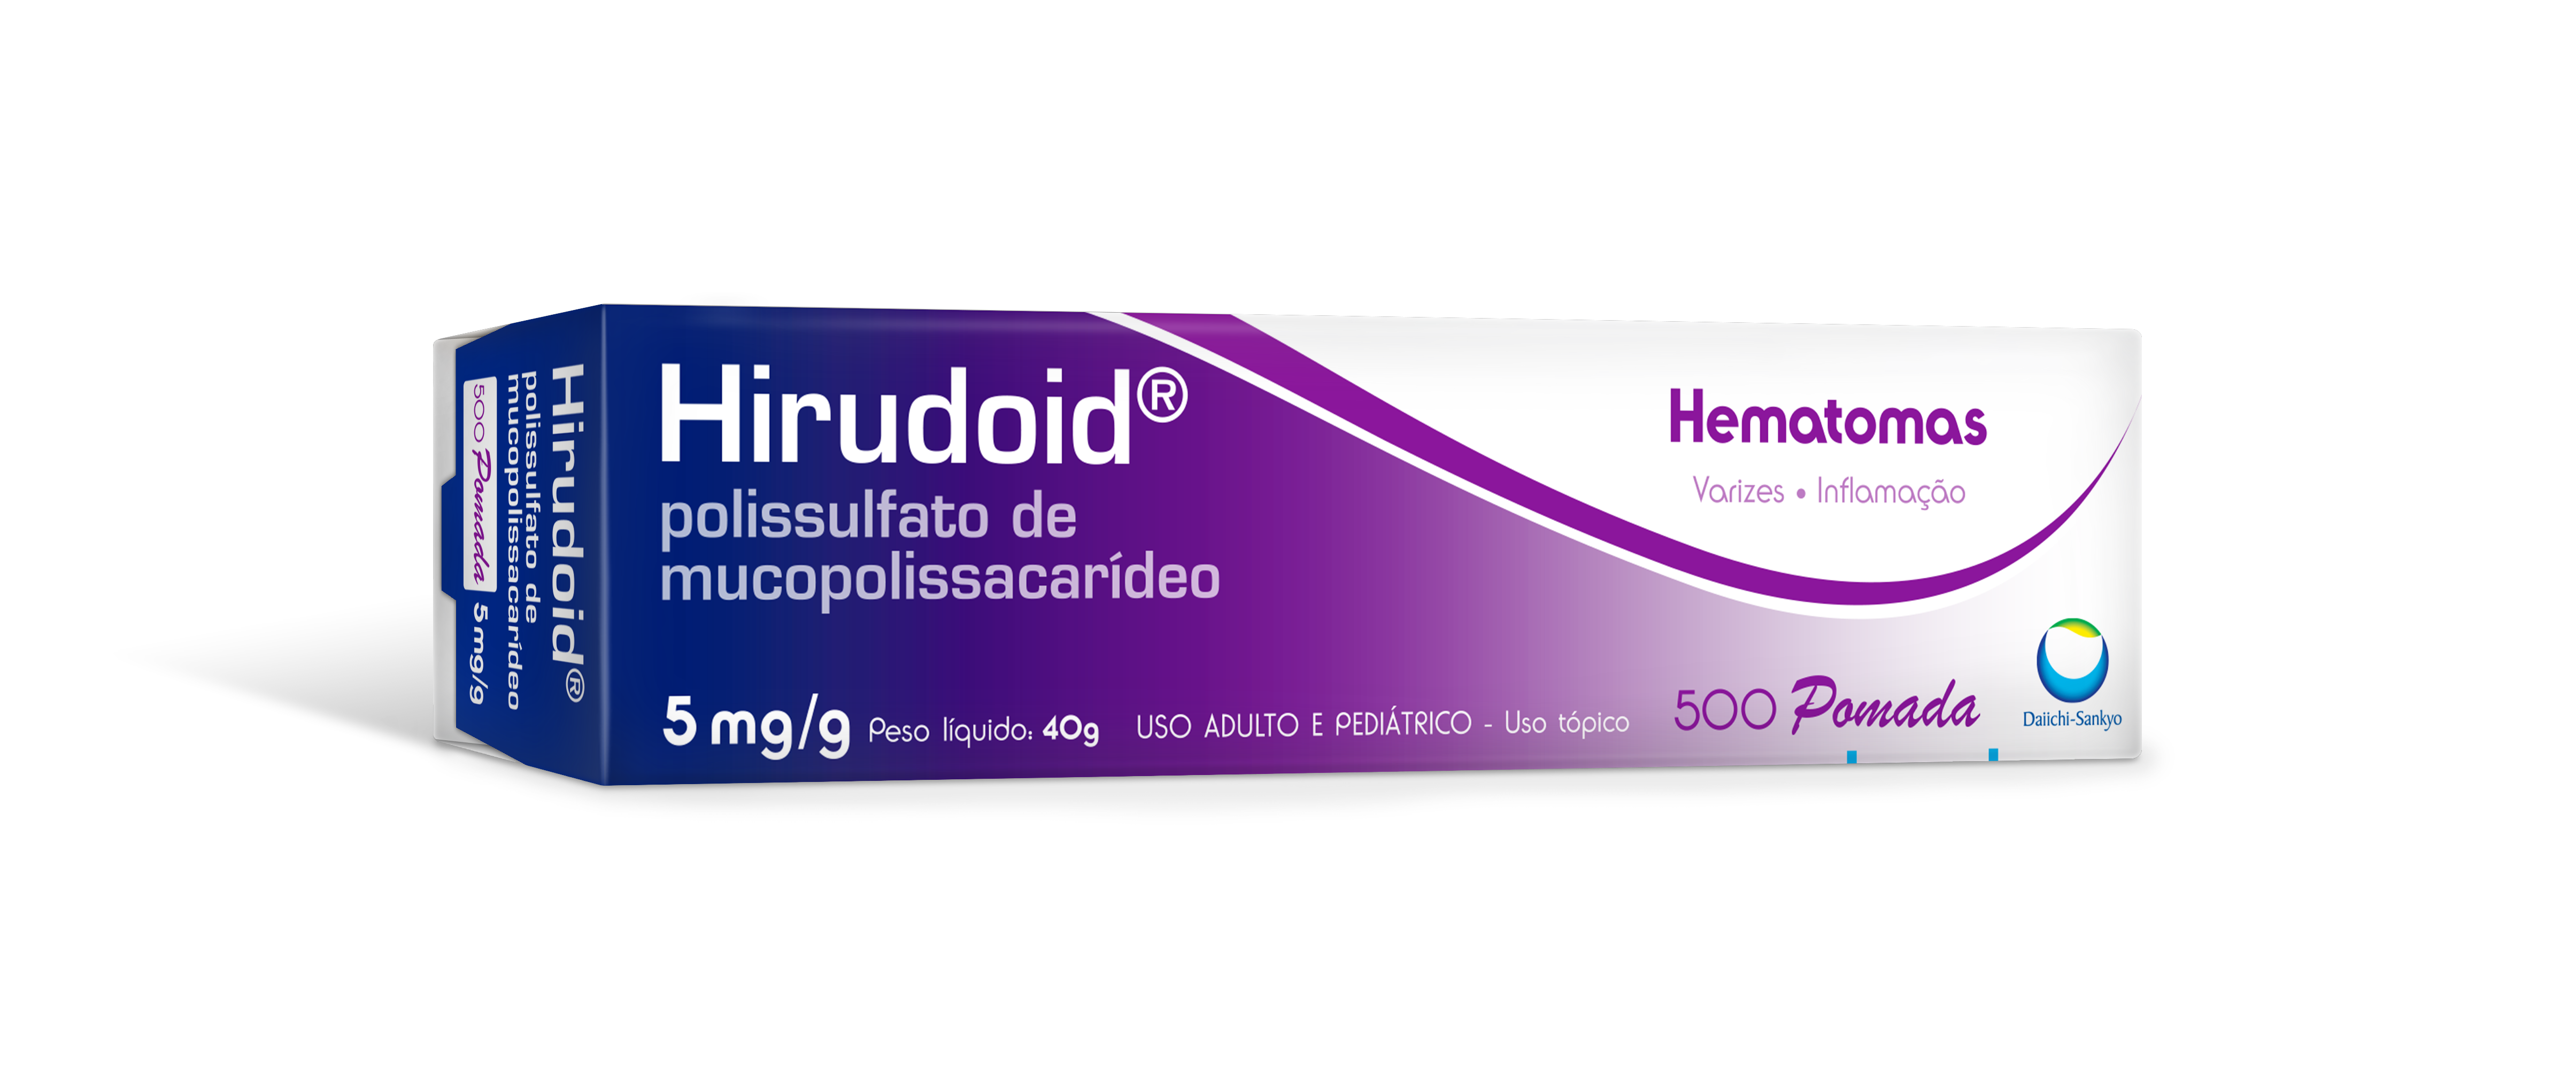 Hirudoid®
polissulfato de
mucopolissacarídeo
500 Pomada 5 mg/g
Hirudoid®
polissulfato de
mucopolissacarídeo
5 mg/g Peso líquido: 40g USO ADULTO E PEDIÁTRICO - Uso tópico
Hematomas
Varizes • Inflamação
500 Pomada
Daiichi-Sankyo